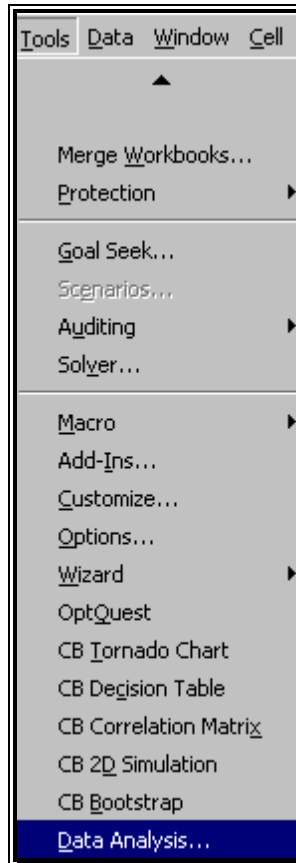 Tools Data Window Cell
Merge Workbooks...
Protection
Goal Seek...
Scenarios...
Auditing
Solver...
Macro
Add-Ins...
Customize...
Options...
Wizard
OptQuest
CB Tornado Chart
CB Decision Table
CB Correlation Matrix
CB 2D Simulation
CB Bootstrap
Data Analysis...